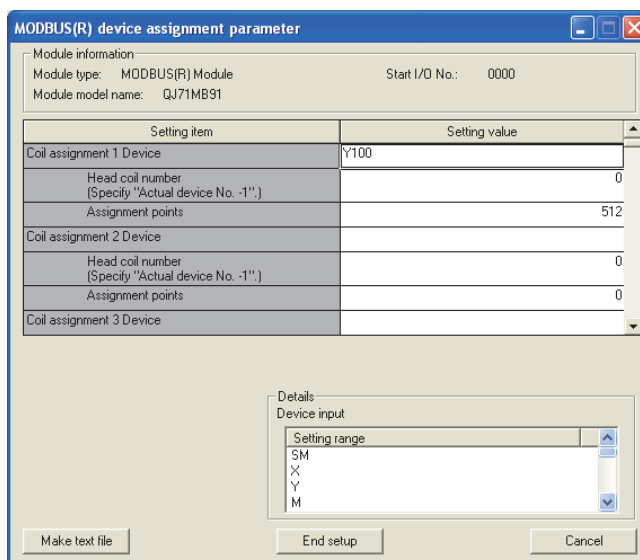 MODBUS(R) device assignment parameter
Module information
Module type: MODBUS(R) Module Start I/O No.: 0000
Module model name: QJ71MB91
Setting item Setting value
Coil assignment 1 Device Y100
Head coil number
(Specify "Actual device No. -1".) 0
Assignment points 512
Coil assignment 2 Device
Head coil number
(Specify "Actual device No. -1".) 0
Assignment points 0
Coil assignment 3 Device
Details
Device input
Setting range
SM
X
Y
M
Make text file End setup Cancel